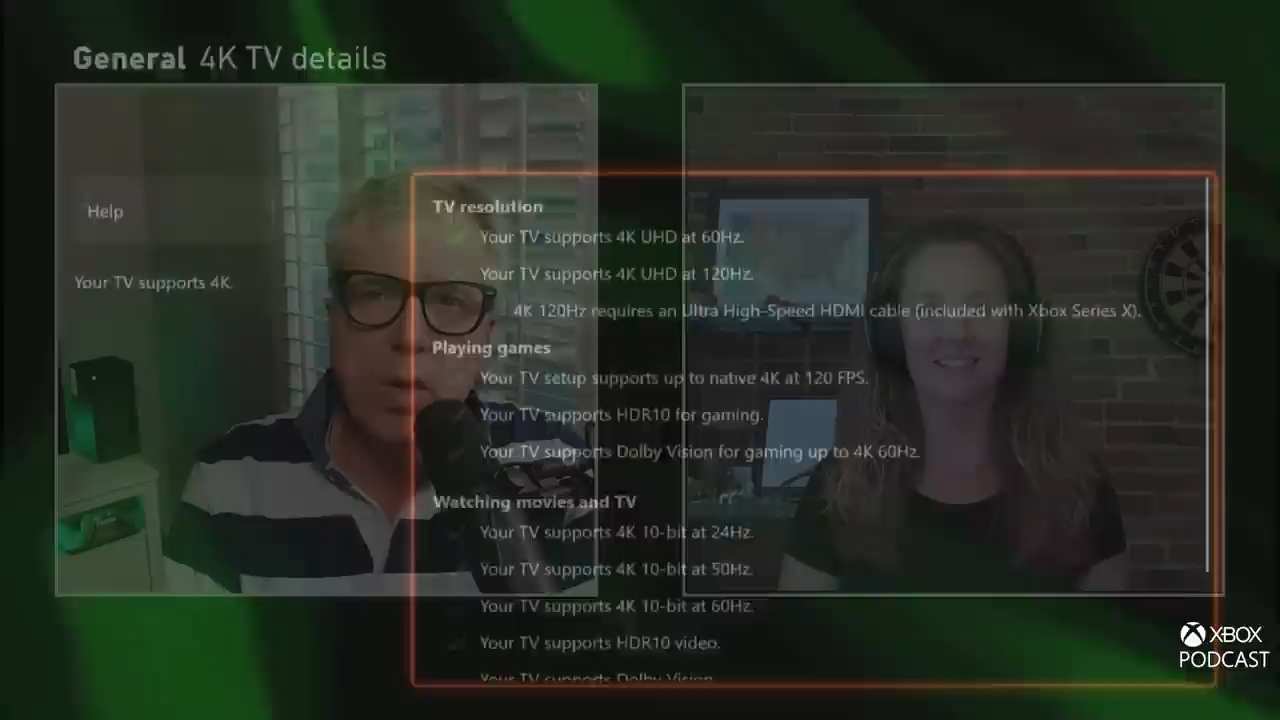 General 4K TV details
Help
Your TV supports 4K.
TV resolution
Your TV supports 4K UHD at 60Hz.
Your TV supports 4K UHD at 120Hz.
4K 120Hz requires an Ultra High-Speed HDMI cable (included with Xbox Series X).
Playing games
Your TV setup supports up to native 4K at 120 FPS.
Your TV supports HDR10 for gaming.
Your TV supports Dolby Vision for gaming up to 4K 60Hz.
Watching movies and TV
Your TV supports 4K 10-bit at 24Hz.
Your TV supports 4K 10-bit at 50Hz.
Your TV supports 4K 10-bit at 60Hz.
Your TV supports HDR10 video.
Your TV supports Dolby Vision
XBOX
PODCAST